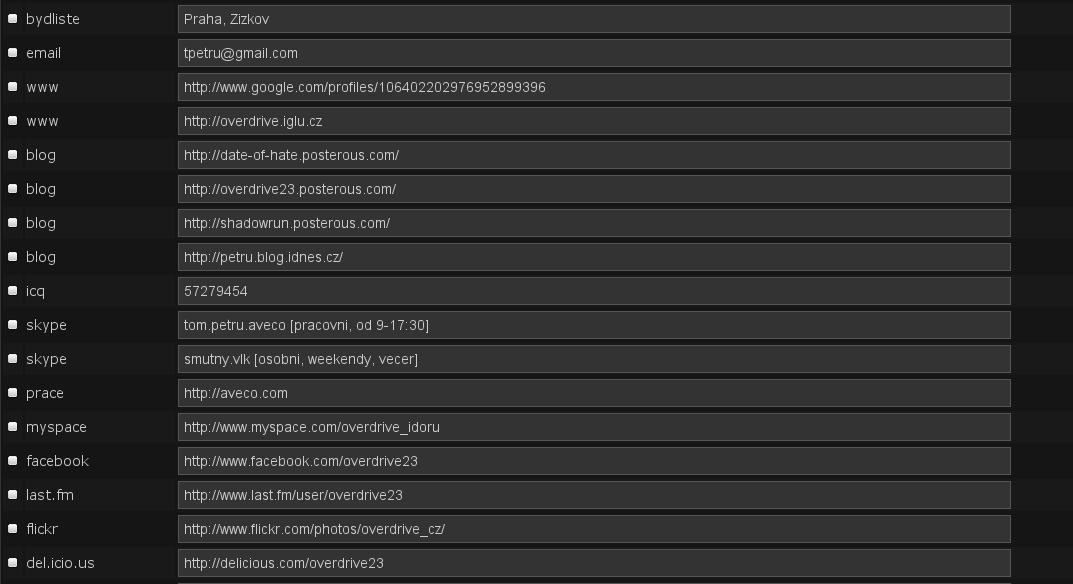 bydliste Praha, Zizkov
email tpetru@gmail.com
www http://www.google.com/profiles/106402202976952899396
www http://overdrive.iglu.cz
blog http://date-of-hate.posterous.com/
blog http://overdrive23.posterous.com/
blog http://shadowrun.posterous.com/
blog http://petru.blog.idnes.cz/
icq 57279454
skype tom.petru.aveco [pracovni, od 9-17:30]
skype smutny.vlk [osobni, weekendy, vecer]
prace http://aveco.com
myspace http://www.myspace.com/overdrive_idoru
facebook http://www.facebook.com/overdrive23
last.fm http://www.last.fm/user/overdrive23
flickr http://www.flickr.com/photos/overdrive_cz/
del.icio.us http://delicious.com/overdrive23